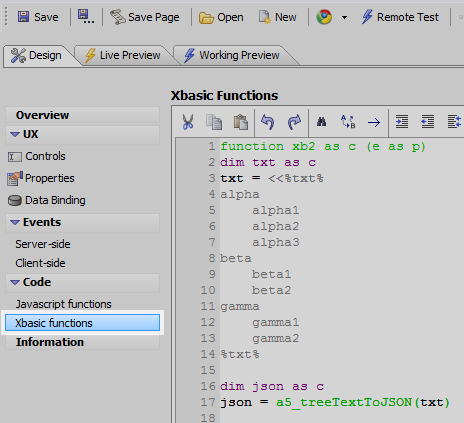 Save Save Page Open New Remote Test
Design Live Preview Working Preview
Overview
UX
Controls
Properties
Data Binding
Events
Server-side
Client-side
Code
Javascript functions
Xbasic functions
Information
Xbasic Functions
1 function xb2 as c (e as p)
2 dim txt as c
3 txt = <<%txt%
4 alpha
5 alpha1
6 alpha2
7 alpha3
8 beta
9 beta1
10 beta2
11 gamma
12 gamma1
13 gamma2
14 %txt%
15
16 dim json as c
17 json = a5_treeTextToJSON(txt)
18